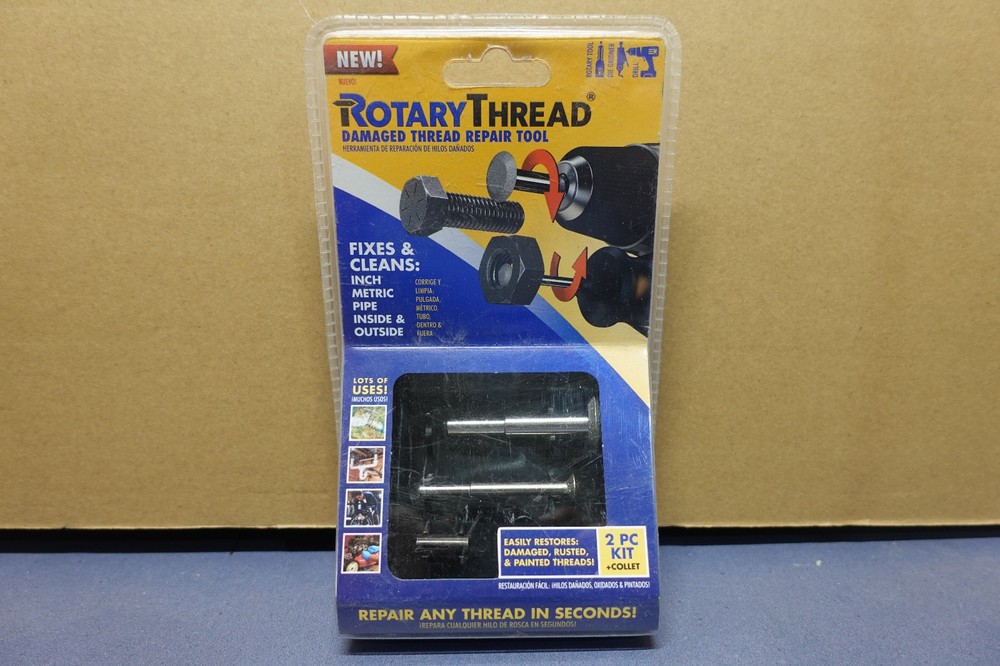 NEW!
NUEVO!
ROTARY TOOL
DIE GRINDER
DRILL
ROTARYTHREAD®
DAMAGED THREAD REPAIR TOOL
HERRAMIENTA DE REPARACIÓN DE HILOS DAÑADOS
FIXES &
CLEANS:
INCH
METRIC
PIPE
INSIDE &
OUTSIDE
CORRIGE Y
LIMPIA:
PULGADA,
MÉTRICO,
TUBO,
DENTRO &
FUERA
LOTS OF
USES!
¡MUCHOS USOS!
EASILY RESTORES:
DAMAGED, RUSTED,
& PAINTED THREADS!
2 PC
KIT
+COLLET
RESTAURACIÓN FÁCIL: ¡HILOS DAÑADOS, OXIDADOS & PINTADOS!
REPAIR ANY THREAD IN SECONDS!
¡REPARA CUALQUIER HILO DE ROSCA EN SEGUNDOS!